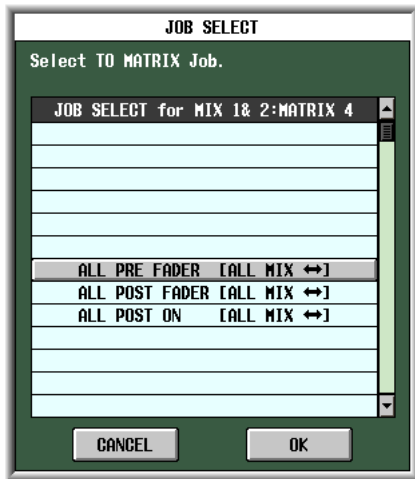 JOB SELECT
Select TO MATRIX Job.
JOB SELECT for MIX 1& 2:MATRIX 4
ALL PRE FADER [ALL MIX ↔]
ALL POST FADER [ALL MIX ↔]
ALL POST ON [ALL MIX ↔]
CANCEL OK